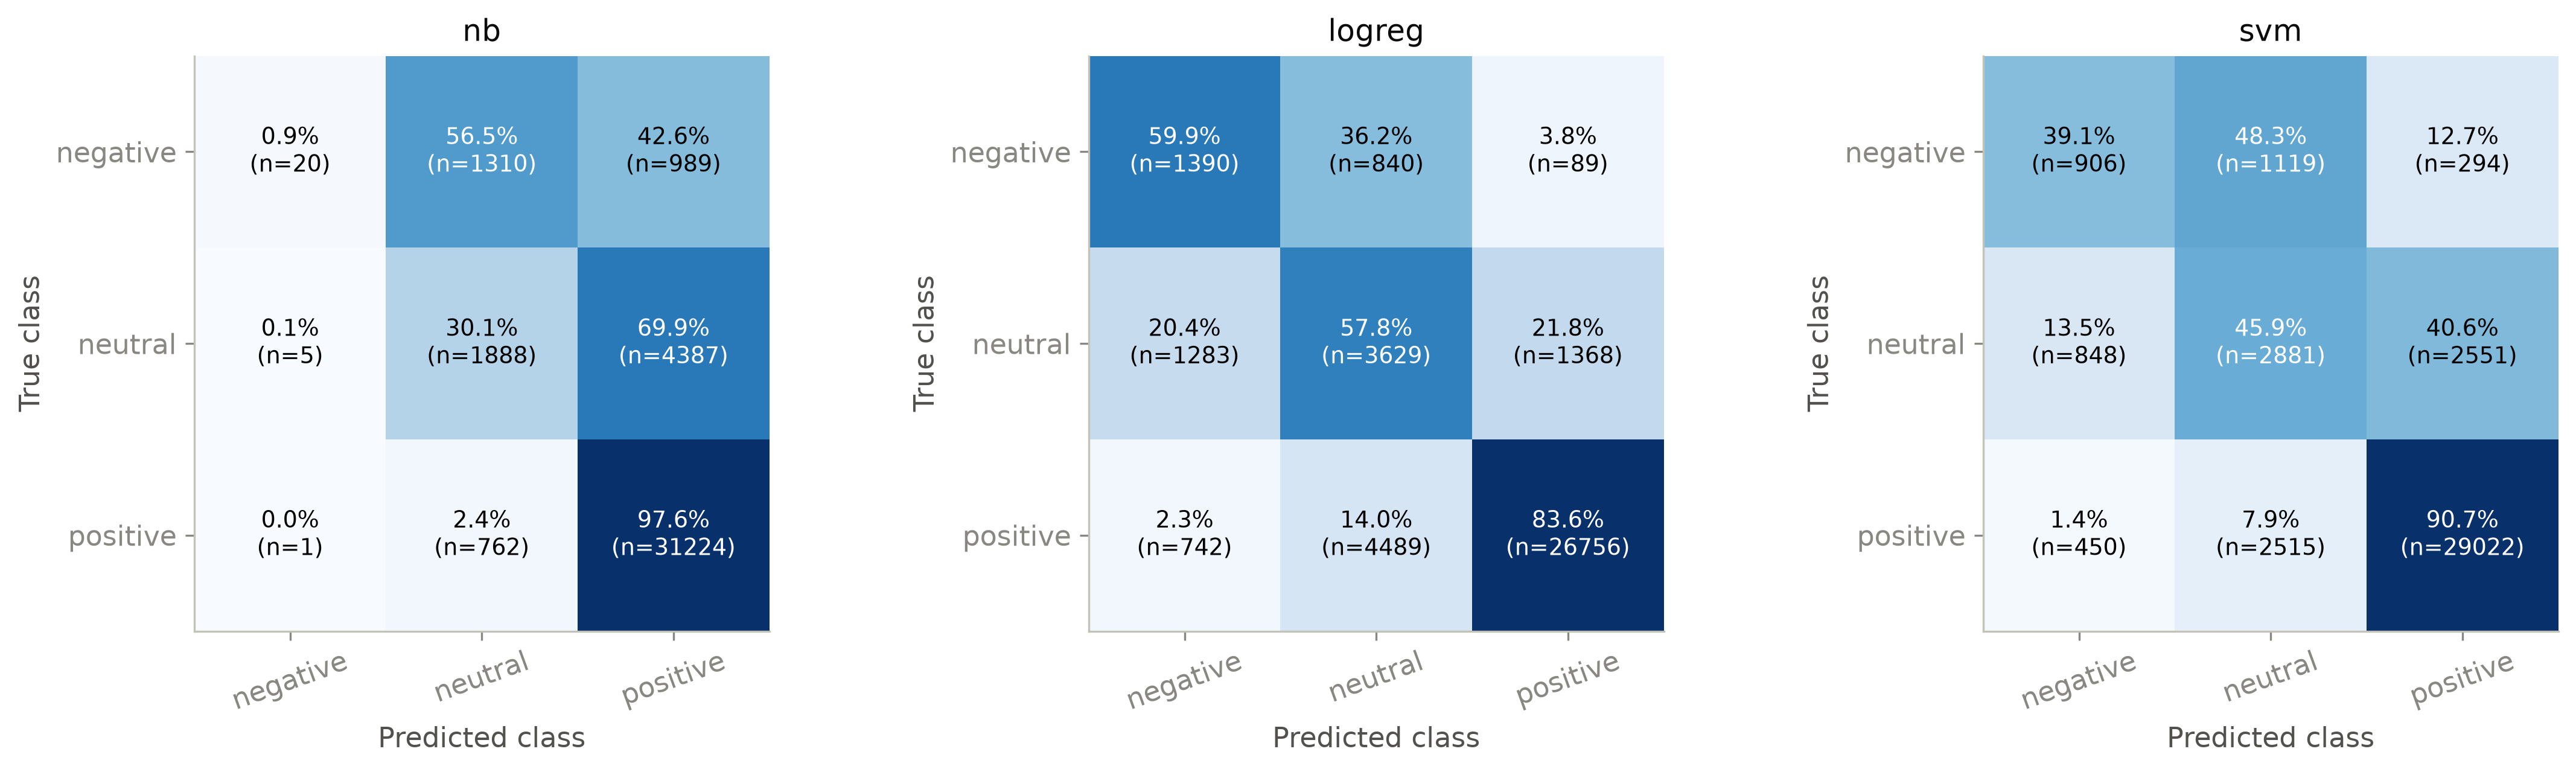 nb
True class
negative
0.9%
(n=20)
56.5%
(n=1310)
42.6%
(n=989)
neutral
0.1%
(n=5)
30.1%
(n=1888)
69.9%
(n=4387)
positive
0.0%
(n=1)
2.4%
(n=762)
97.6%
(n=31224)
negative
neutral
positive
Predicted class
logreg
True class
negative
59.9%
(n=1390)
36.2%
(n=840)
3.8%
(n=89)
neutral
20.4%
(n=1283)
57.8%
(n=3629)
21.8%
(n=1368)
positive
2.3%
(n=742)
14.0%
(n=4489)
83.6%
(n=26756)
negative
neutral
positive
Predicted class
svm
True class
negative
39.1%
(n=906)
48.3%
(n=1119)
12.7%
(n=294)
neutral
13.5%
(n=848)
45.9%
(n=2881)
40.6%
(n=2551)
positive
1.4%
(n=450)
7.9%
(n=2515)
90.7%
(n=29022)
negative
neutral
positive
Predicted class